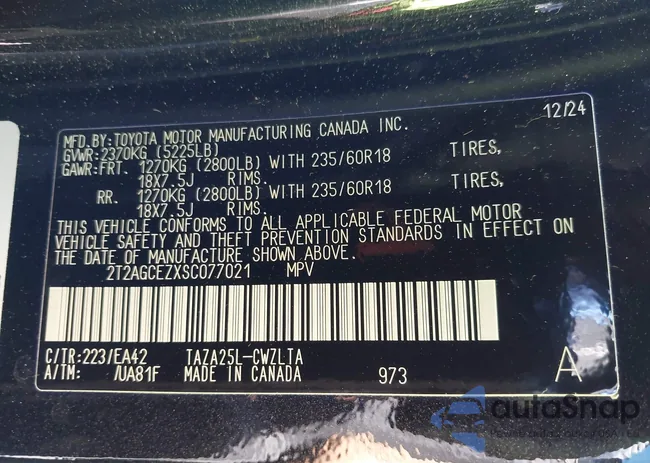 12/24
MFD.BY:TOYOTA MOTOR MANUFACTURING CANADA INC.
GVWR:2370KG (5225LB)
GAWR:FRT. 1270KG (2800LB) WITH 235/60R18 TIRES,
18X7.5J RIMS.
RR. 1270KG (2800LB) WITH 235/60R18 TIRES,
18X7.5J RIMS.
THIS VEHICLE CONFORMS TO ALL APPLICABLE FEDERAL MOTOR
VEHICLE SAFETY AND THEFT PREVENTION STANDARDS IN EFFECT ON
THE DATE OF MANUFACTURE SHOWN ABOVE.
2T2AGCEZXSC077021 MPV
C/TR:223/EA42 TAZA25L-CWZLTA
A/TM: /UA81F MADE IN CANADA 973 A
autoSnap